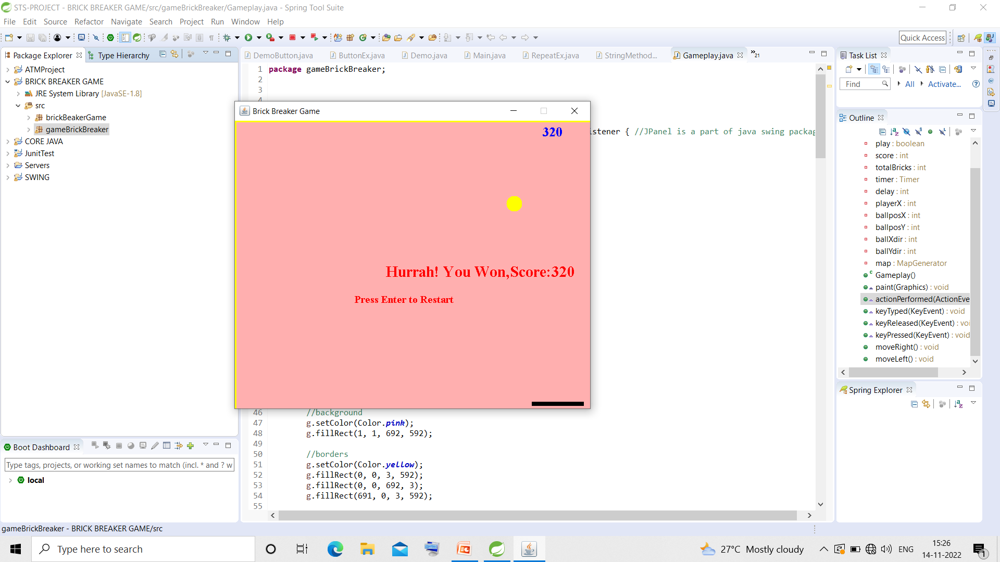 STS-PROJECT - BRICK BREAKER GAME/src/gameBrickBreaker/Gameplay.java - Spring Tool Suite
File Edit Source Refactor Navigate Search Project Run Window Help
Quick Access
Package Explorer Type Hierarchy
ATMProject
BRICK BREAKER GAME
JRE System Library [JavaSE-1.8]
src
brickBeakerGame
gameBrickBreaker
CORE JAVA
JunitTest
Servers
SWING
DemoButton.java ButtonEx.java Demo.java Main.java RepeatEx.java StringMethod... Gameplay.java »21
1 package gameBrickBreaker;
2
3
4
istener { //JPanel is a part of java swing packag
Brick Breaker Game
320
Hurrah! You Won,Score:320
Press Enter to Restart
46 //background
47 g.setColor(Color.pink);
48 g.fillRect(1, 1, 692, 592);
49
50 //borders
51 g.setColor(Color.yellow);
52 g.fillRect(0, 0, 3, 592);
53 g.fillRect(0, 0, 692, 3);
54 g.fillRect(691, 0, 3, 592);
55
Task List
Find All Activate...
Outline
play : boolean
score : int
totalBricks : int
timer : Timer
delay : int
playerX : int
ballposX : int
ballposY : int
ballXdir : int
ballYdir : int
map : MapGenerator
Gameplay()
paint(Graphics) : void
actionPerformed(ActionEve
keyTyped(KeyEvent) : void
keyReleased(KeyEvent) : voi
keyPressed(KeyEvent) : void
moveRight() : void
moveLeft() : void
Spring Explorer
Boot Dashboard
Type tags, projects, or working set names to match (incl. * and ? w
local
gameBrickBreaker - BRICK BREAKER GAME/src
Type here to search
27°C Mostly cloudy
ENG
15:26
14-11-2022
1